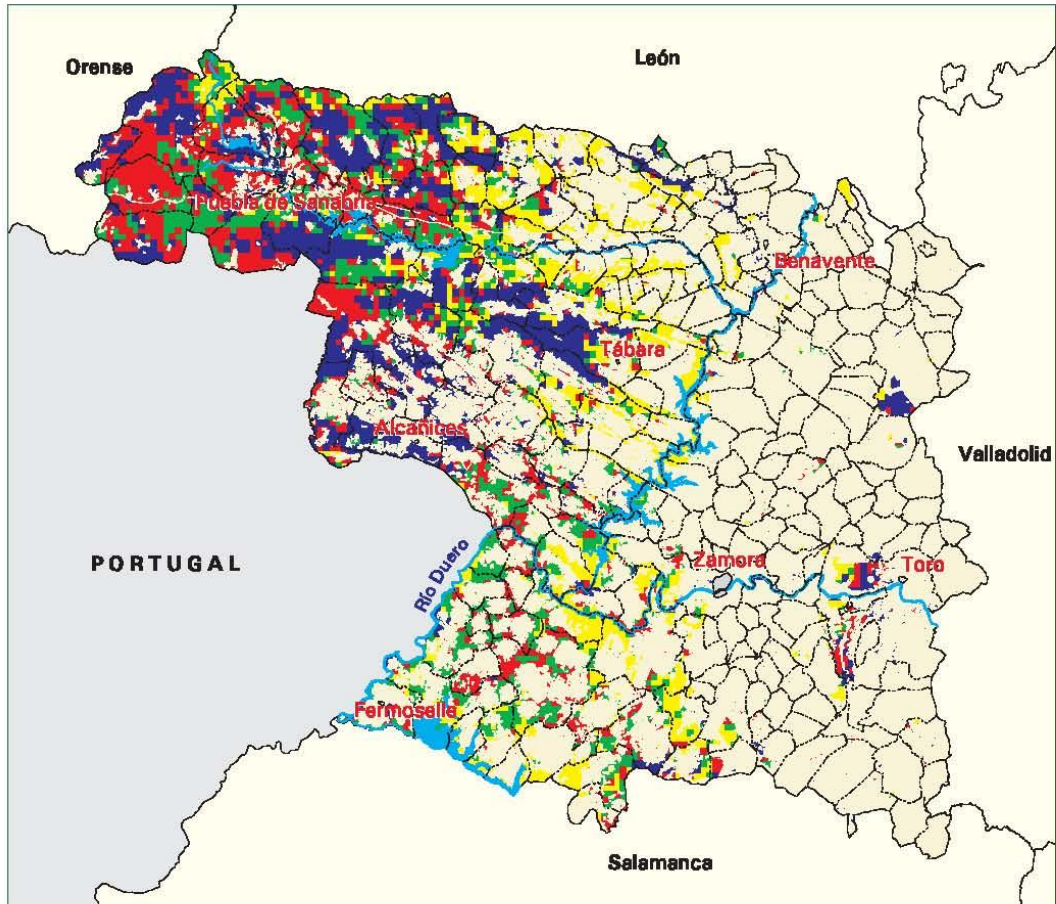 León
Orense
Puebla de Sanabria
Benavente
Tábara
Alcañices
Valladolid
PORTUGAL
Río Duero
Zamora
Toro
Fermoselle
Salamanca